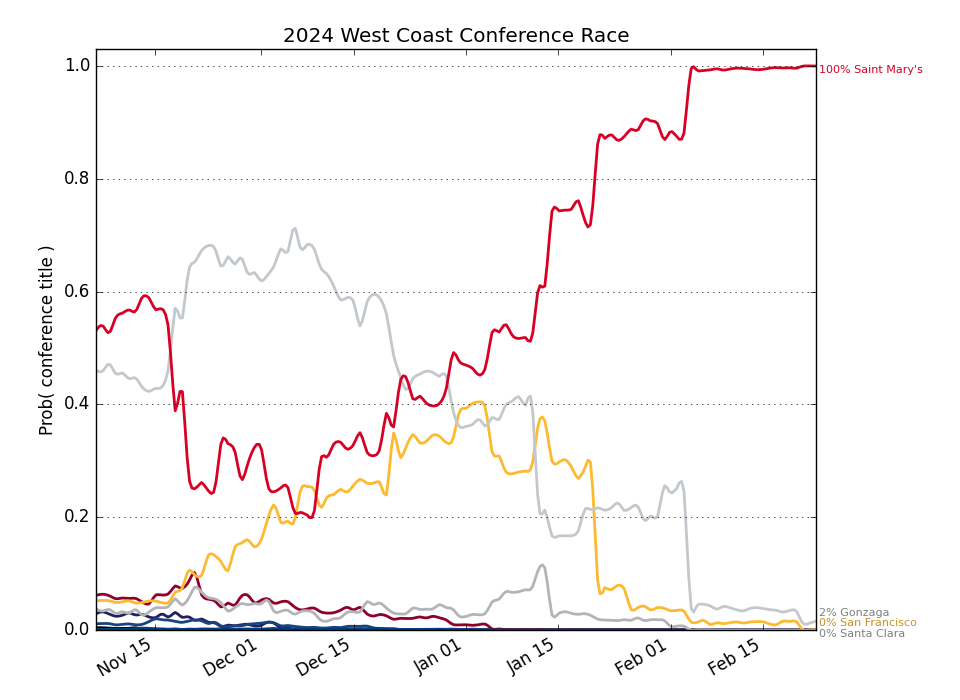 2024 West Coast Conference Race
Prob( conference title )
1.0
0.8
0.6
0.4
0.2
0.0
100% Saint Mary's
2% Gonzaga
0% San Francisco
0% Santa Clara
Nov 15
Dec 01
Dec 15
Jan 01
Jan 15
Feb 01
Feb 15